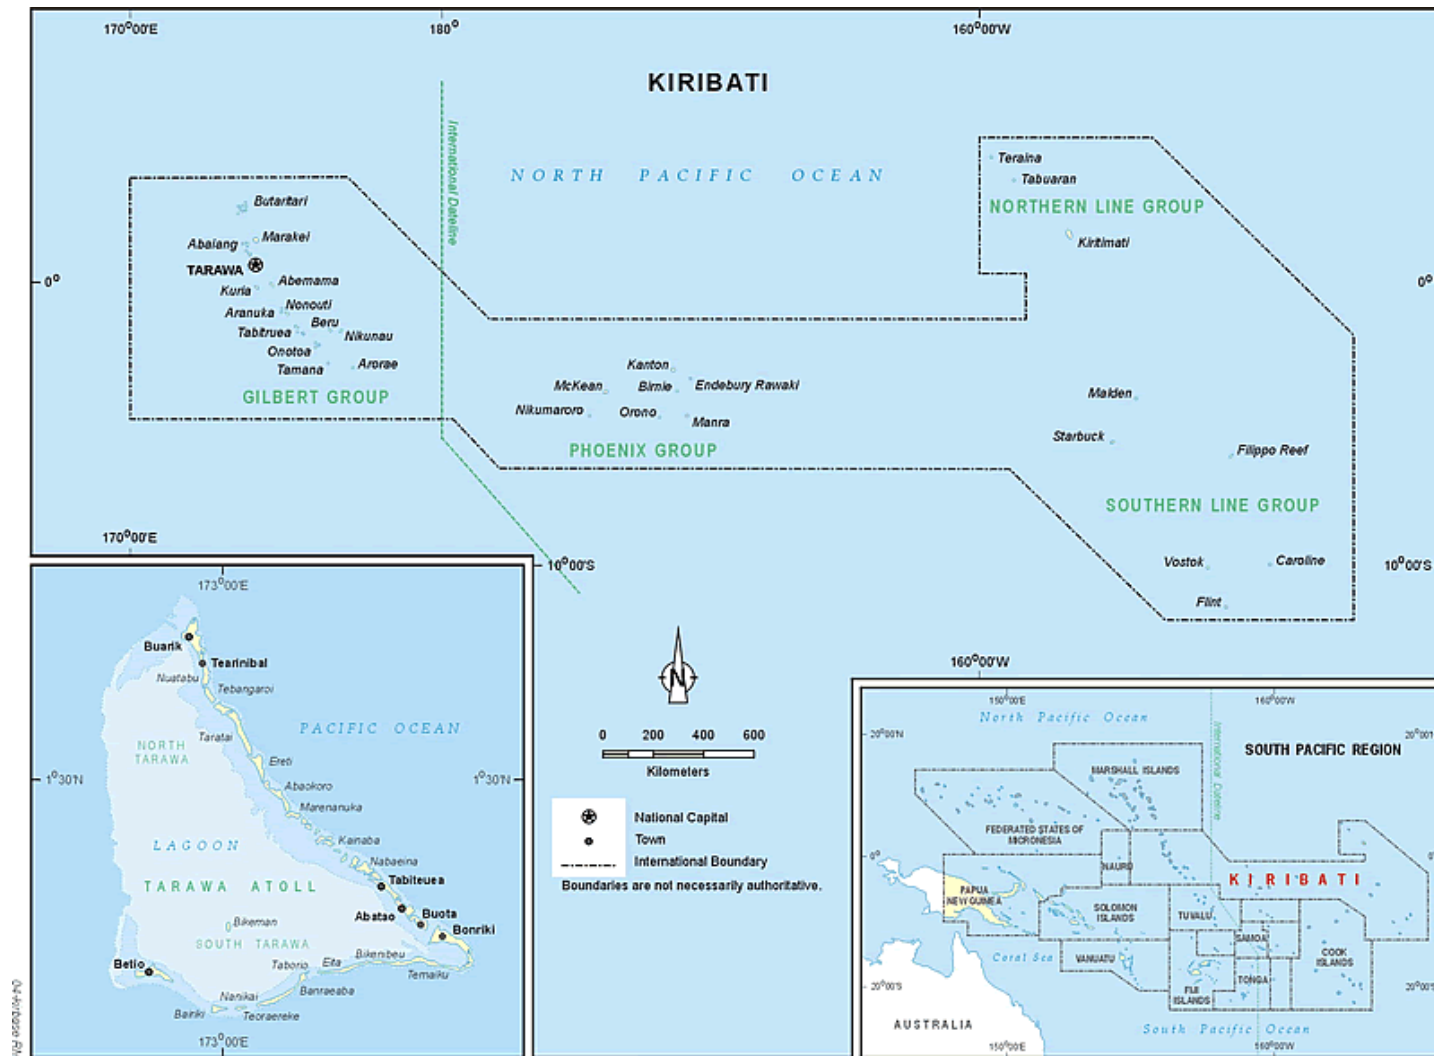 170°00'E
180°
160°00'W
KIRIBATI
International Dateline
NORTH PACIFIC OCEAN
Teraina
Tabuaran
NORTHERN LINE GROUP
Kiritimati
Butaritari
Marakei
Abaiang
TARAWA
Abemama
Kuria
Nonouti
Aranuka
Beru
Tabitruea
Nikunau
Onotoa
Tamana
Arorae
GILBERT GROUP
0°
0°
Kanton
McKean
Birnie
Endebury Rawaki
Nikumaroro
Orono
Manra
PHOENIX GROUP
Malden
Starbuck
Filippo Reef
SOUTHERN LINE GROUP
Vostok
Caroline
Flint
170°00'E
10°00'S
10°00'S
160°00'W
173°00'E
Buarik
Tearinibal
Nuatabu
Tebangaroi
PACIFIC OCEAN
Taratai
NORTH
TARAWA
Ereti
1°30'N
1°30'N
Abaokoro
Marenanuka
Kainaba
LAGOON
Nabaeina
TARAWA ATOLL
Tabiteuea
Abatao
Buota
Bikeman
Bonriki
SOUTH TARAWA
Bikenibeu
Betio
Taborio
Eita
Temaiku
Banraeaba
Nanikai
Bairiki
Teoraereke
173°00'E
N
0 200 400 600
Kilometers
National Capital
Town
International Boundary
Boundaries are not necessarily authoritative.
150°00'E
160°00'W
North Pacific Ocean
20°00'N
20°00'N
International Dateline
SOUTH PACIFIC REGION
MARSHALL ISLANDS
FEDERATED STATES OF
MICRONESIA
0°
0°
NAURU
KIRIBATI
PAPUA
NEW GUINEA
SOLOMON
ISLANDS
TUVALU
SAMOA
COOK
ISLANDS
Coral Sea
VANUATU
FIJI
ISLANDS
TONGA
20°00'S
20°00'S
AUSTRALIA
South Pacific Ocean
150°00'E
160°00'W